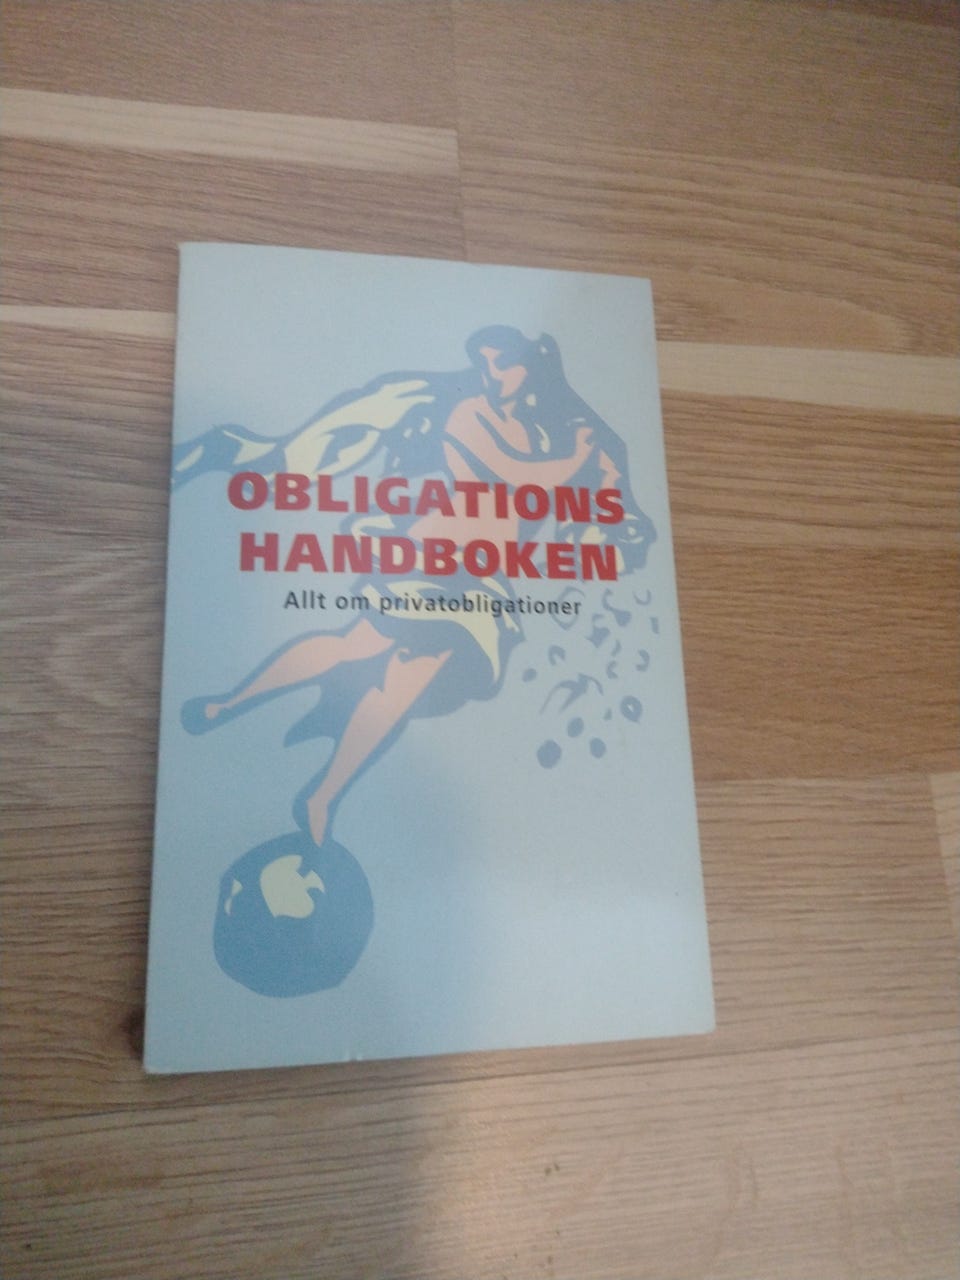 OBLIGATIONS
HANDBOKEN
Allt om privatobligationer